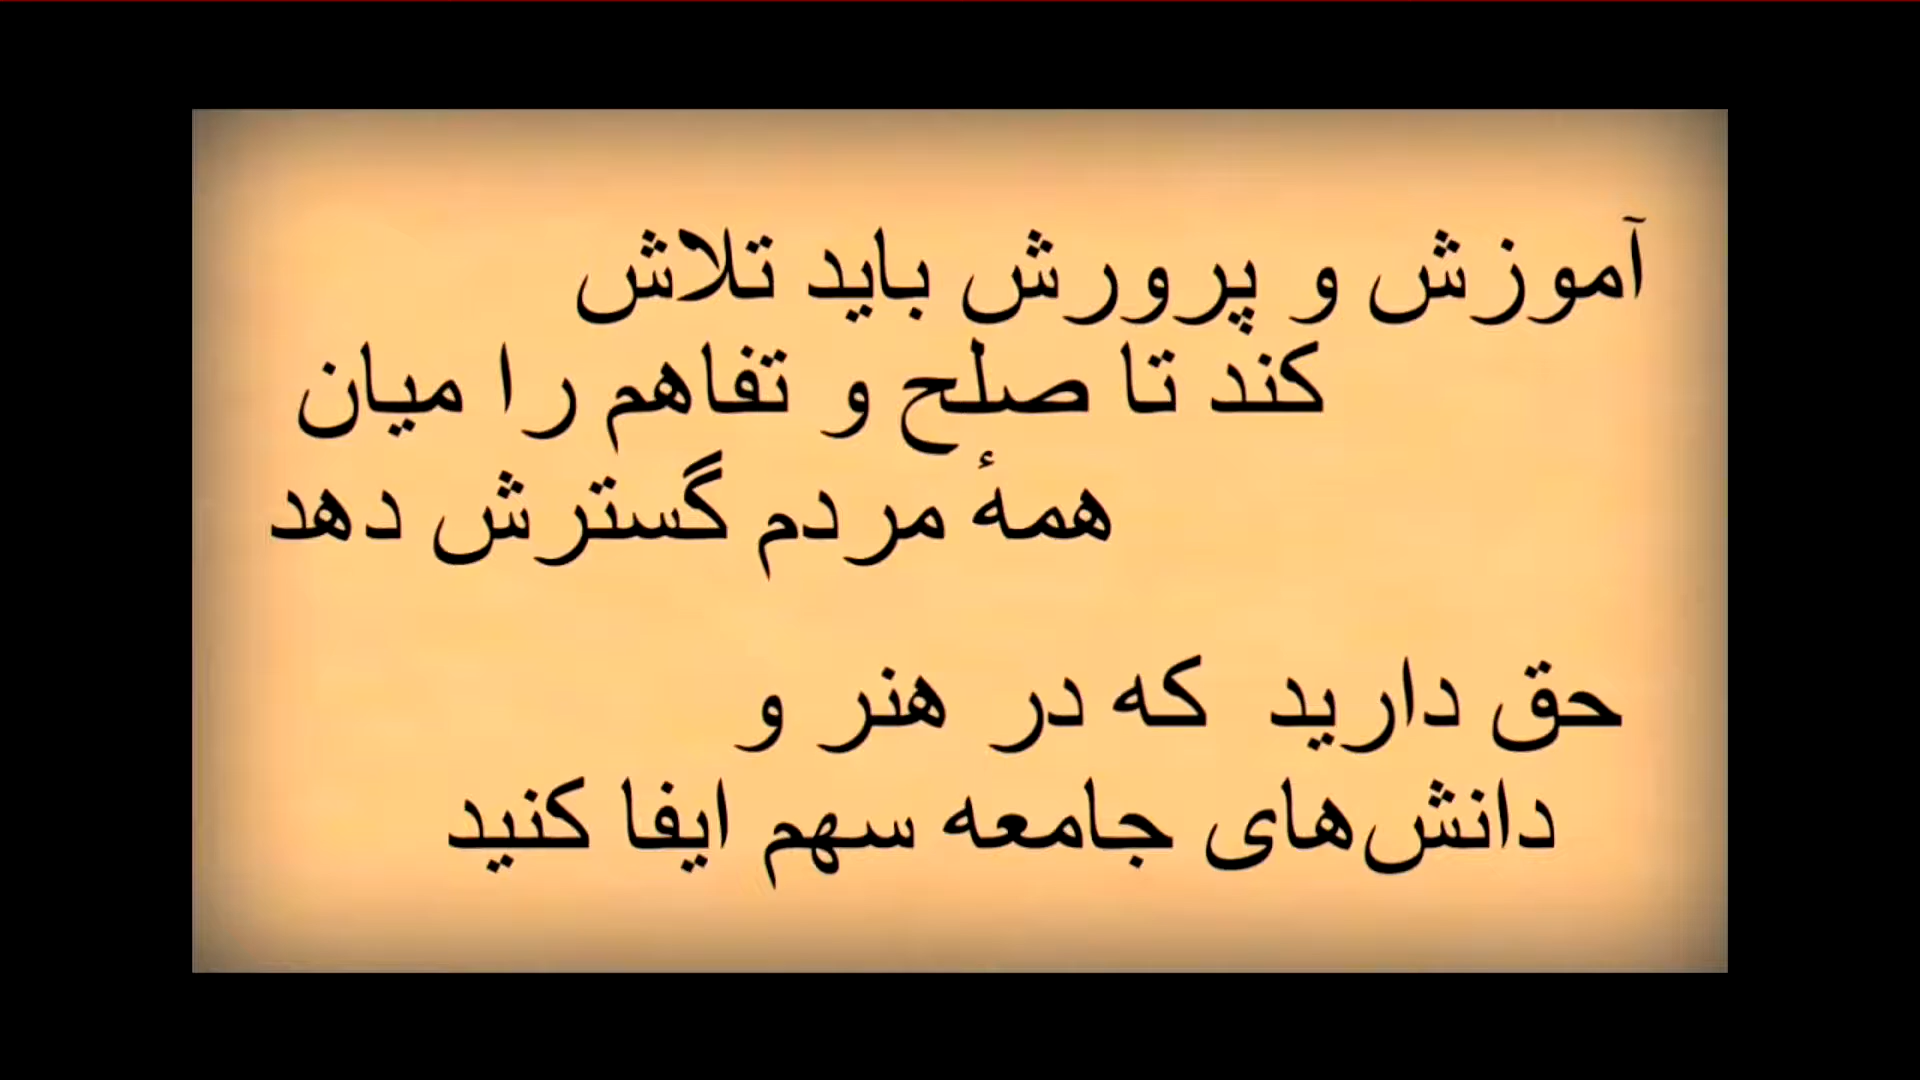 آموزش و پرورش باید تلاش
کند تا صلح و تفاهم را میان
همهٔ مردم گسترش دهد
حق دارید که در هنر و
دانش‌های جامعه سهم ایفا کنید